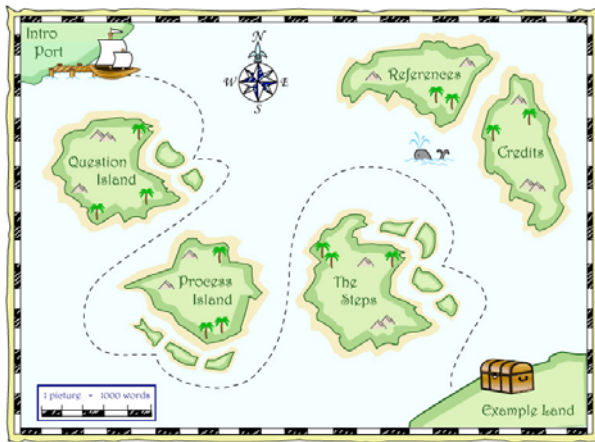 Intro
Port
N
W
E
S
References
Credits
Question
Island
Process
Island
The
Steps
1 picture = 1000 words
Example Land